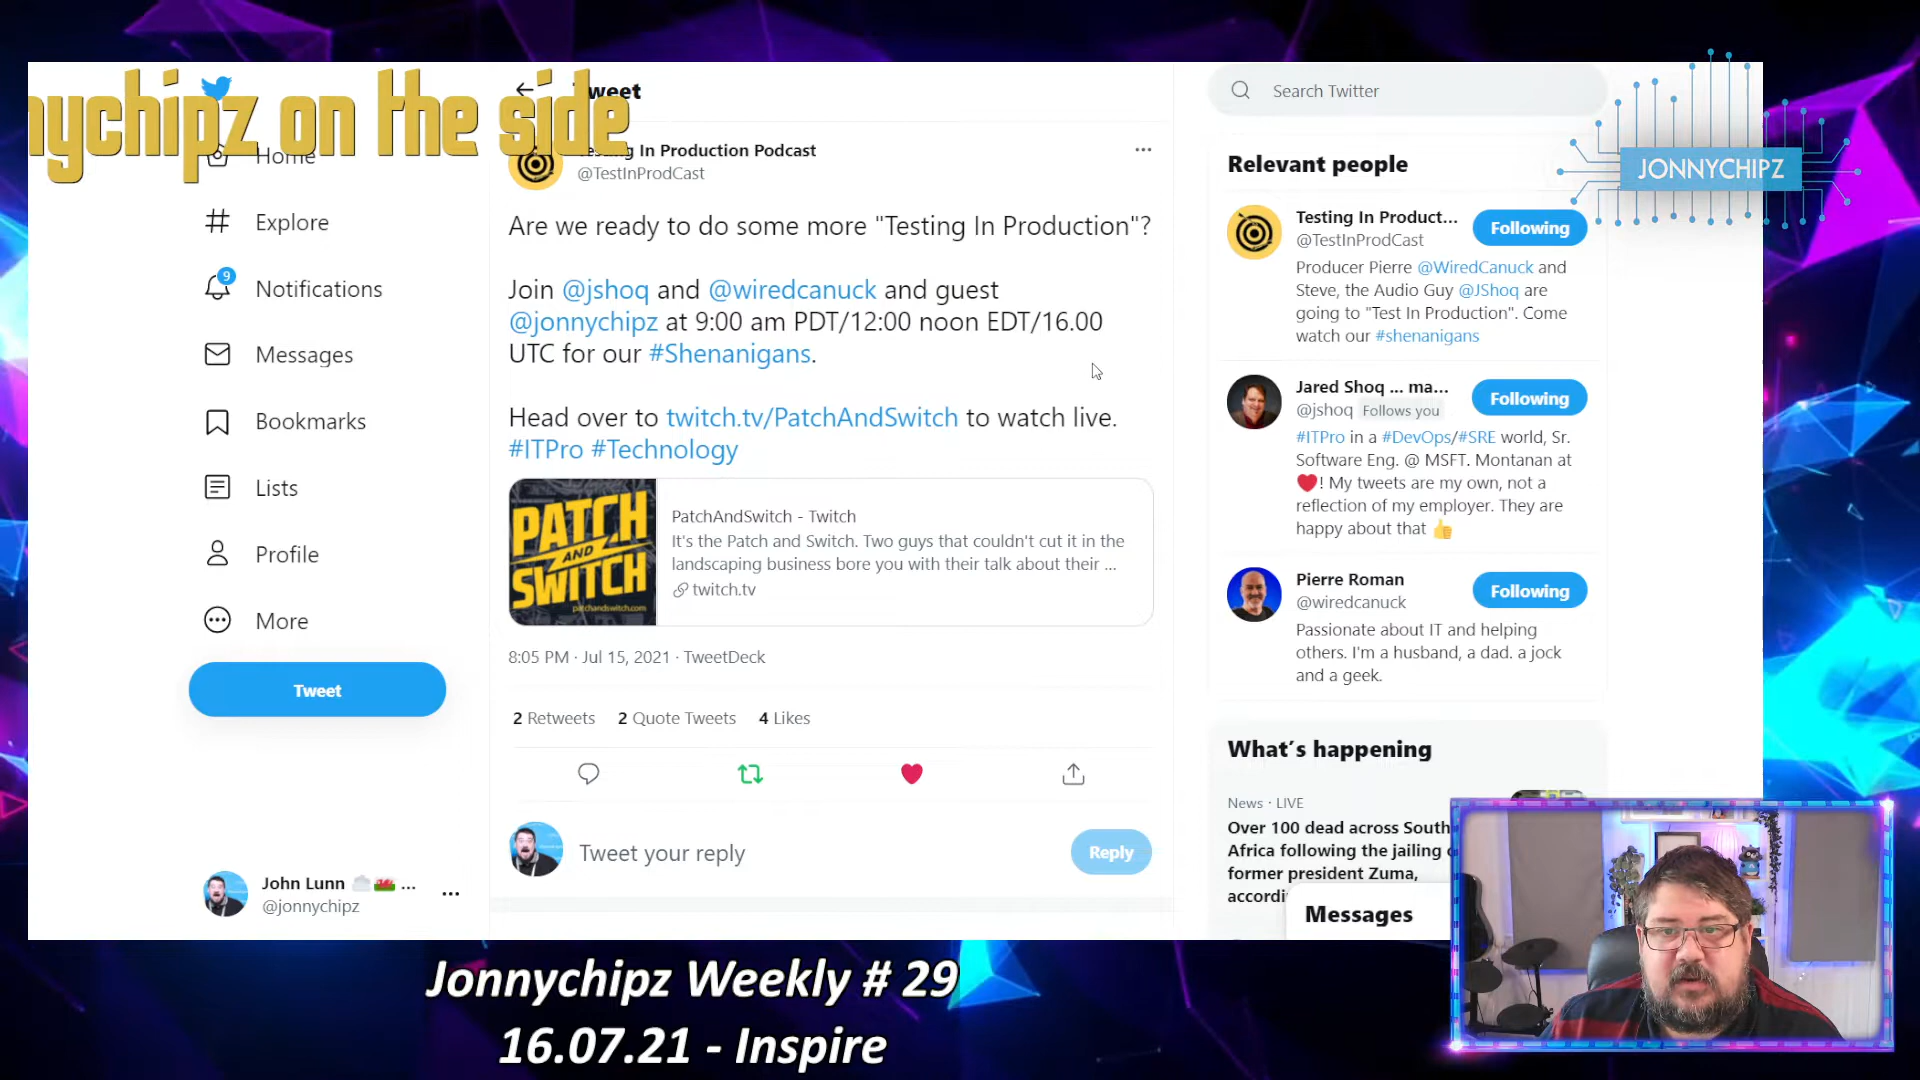 nychipz on the side
Tweet
Search Twitter
JONNYCHIPZ
Home
Explore
9
Notifications
Messages
Bookmarks
Lists
Profile
More
Tweet
John Lunn ...
@jonnychipz
Testing In Production Podcast
@TestInProdCast
Are we ready to do some more "Testing In Production"?
Join @jshoq and @wiredcanuck and guest
@jonnychipz at 9:00 am PDT/12:00 noon EDT/16.00
UTC for our #Shenanigans.
Head over to twitch.tv/PatchAndSwitch to watch live.
#ITPro #Technology
PATCH
AND
SWITCH
patchandswitch.com
PatchAndSwitch - Twitch
It's the Patch and Switch. Two guys that couldn't cut it in the
landscaping business bore you with their talk about their ...
twitch.tv
8:05 PM · Jul 15, 2021 · TweetDeck
2 Retweets 2 Quote Tweets 4 Likes
Tweet your reply
Reply
Relevant people
Testing In Product...
Following
@TestInProdCast
Producer Pierre @WiredCanuck and
Steve, the Audio Guy @JShoq are
going to "Test In Production". Come
watch our #shenanigans
Jared Shoq ... ma...
Following
@jshoq Follows you
#ITPro in a #DevOps/#SRE world, Sr.
Software Eng. @ MSFT. Montanan at
! My tweets are my own, not a
reflection of my employer. They are
happy about that
Pierre Roman
Following
@wiredcanuck
Passionate about IT and helping
others. I'm a husband, a dad. a jock
and a geek.
What's happening
News · LIVE
Over 100 dead across South
Africa following the jailing
former president Zuma,
accordi
Messages
Jonnychipz Weekly # 29
16.07.21 - Inspire